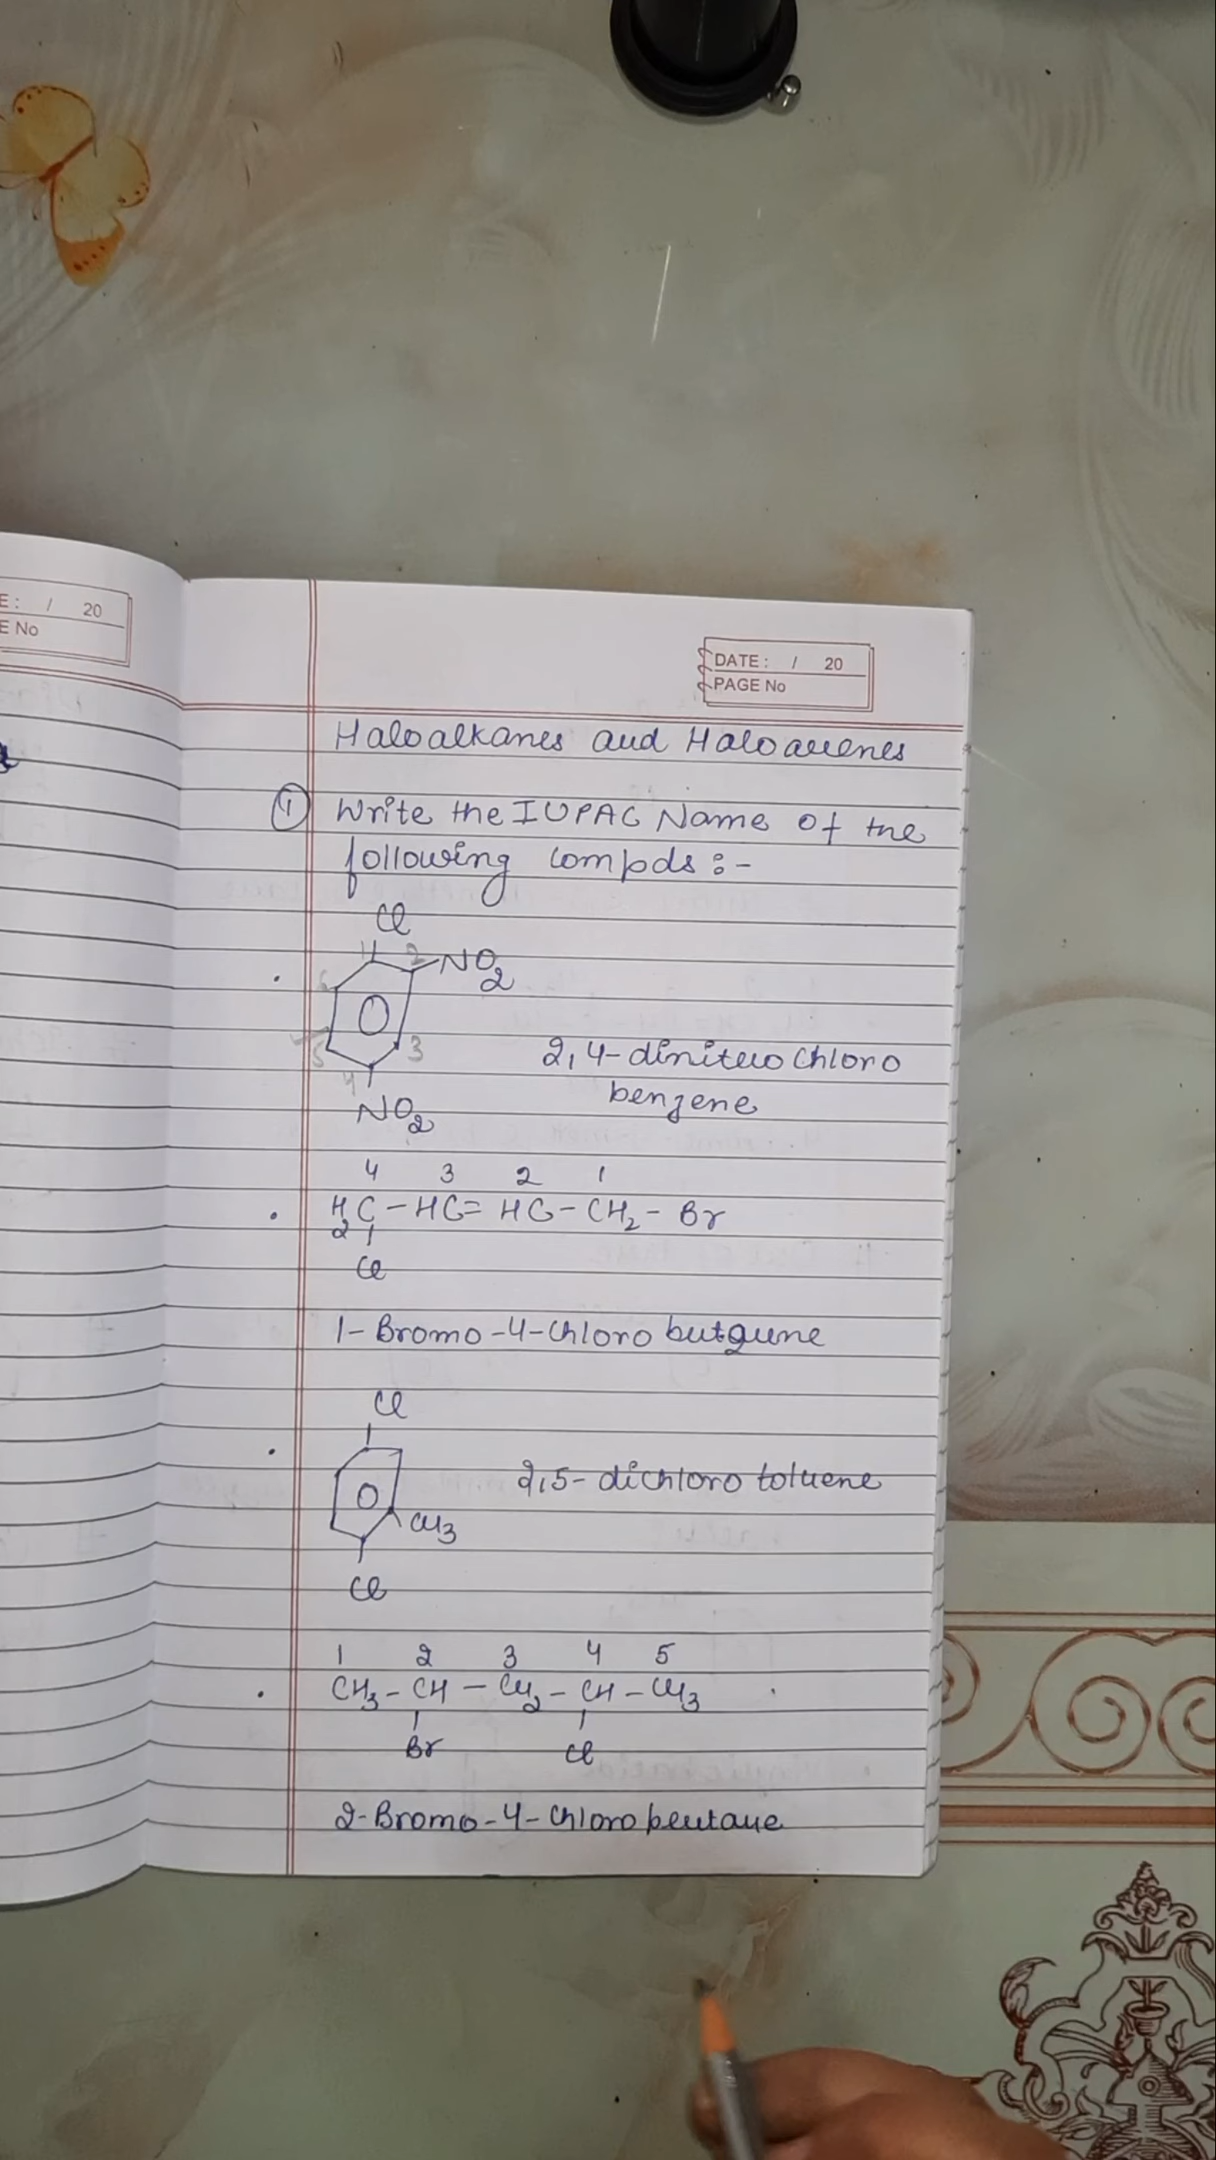 E: / 20
E No
DATE: / 20
PAGE No
Haloalkanes and Haloarenes
① Write the IUPAC Name of the
following compds :-
Cl
1 2 NO2
6
5 3
4
NO2
2,4-dinitro chloro
benzene
4 3 2 1
H2C - HC = HC - CH2 - Br
Cl
1-Bromo-4-chloro but2ene
Cl
2,5-dichloro toluene
CH3
Cl
1 2 3 4 5
CH3 - CH - CH2 - CH - CH3
Br Cl
2-Bromo-4-chloro pentane